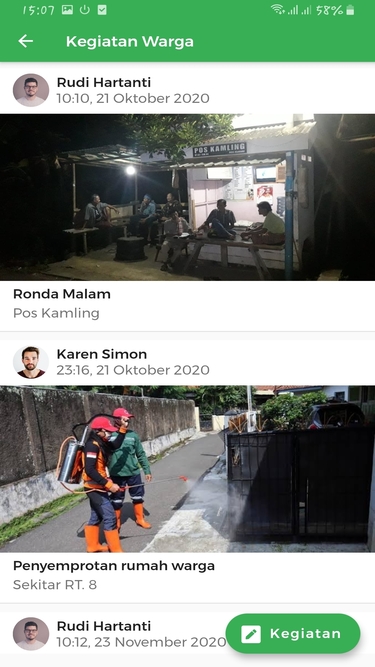 15:07
58%
Kegiatan Warga
Rudi Hartanti
10:10, 21 Oktober 2020
POS KAMLING
Ronda Malam
Pos Kamling
Karen Simon
23:16, 21 Oktober 2020
Penyemprotan rumah warga
Sekitar RT. 8
Rudi Hartanti
10:12, 23 November 2020
Kegiatan